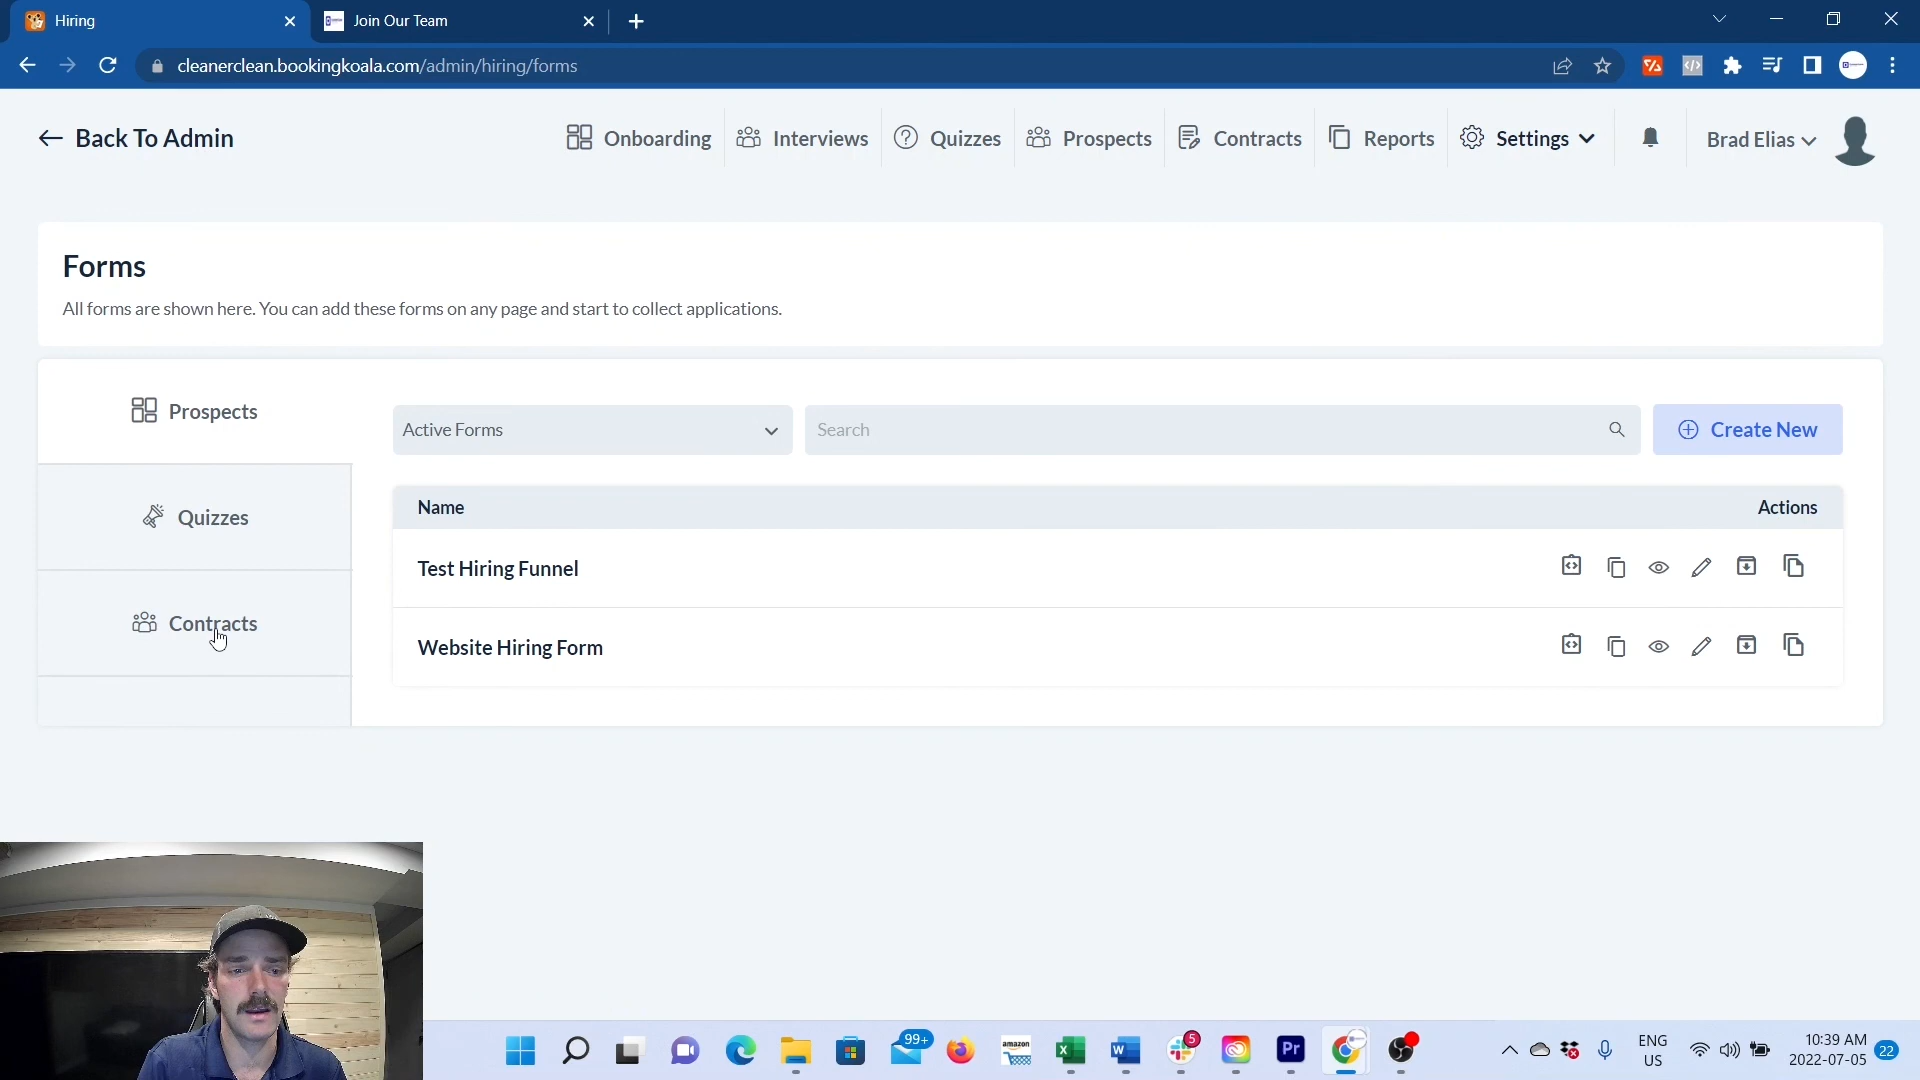 Hiring
Join Our Team
cleanerclean.bookingkoala.com/admin/hiring/forms
Back To Admin
Onboarding
Interviews
Quizzes
Prospects
Contracts
Reports
Settings
Brad Elias
Forms
All forms are shown here. You can add these forms on any page and start to collect applications.
Prospects
Quizzes
Contracts
Active Forms
Search
Create New
Name
Actions
Test Hiring Funnel
Website Hiring Form
99+
amazon
5
Pr
ENG
US
10:39 AM
2022-07-05
22